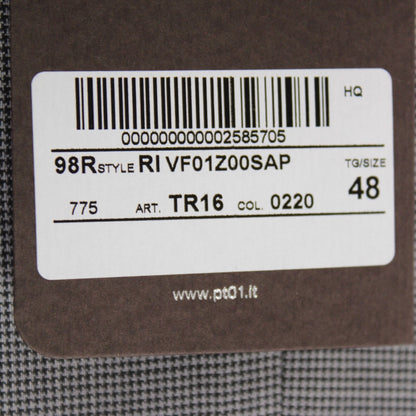 HQ
000000000002585705
98R STYLE RI VF01Z00SAP TG/SIZE
775 ART. TR16 COL. 0220 48
www.pt01.it